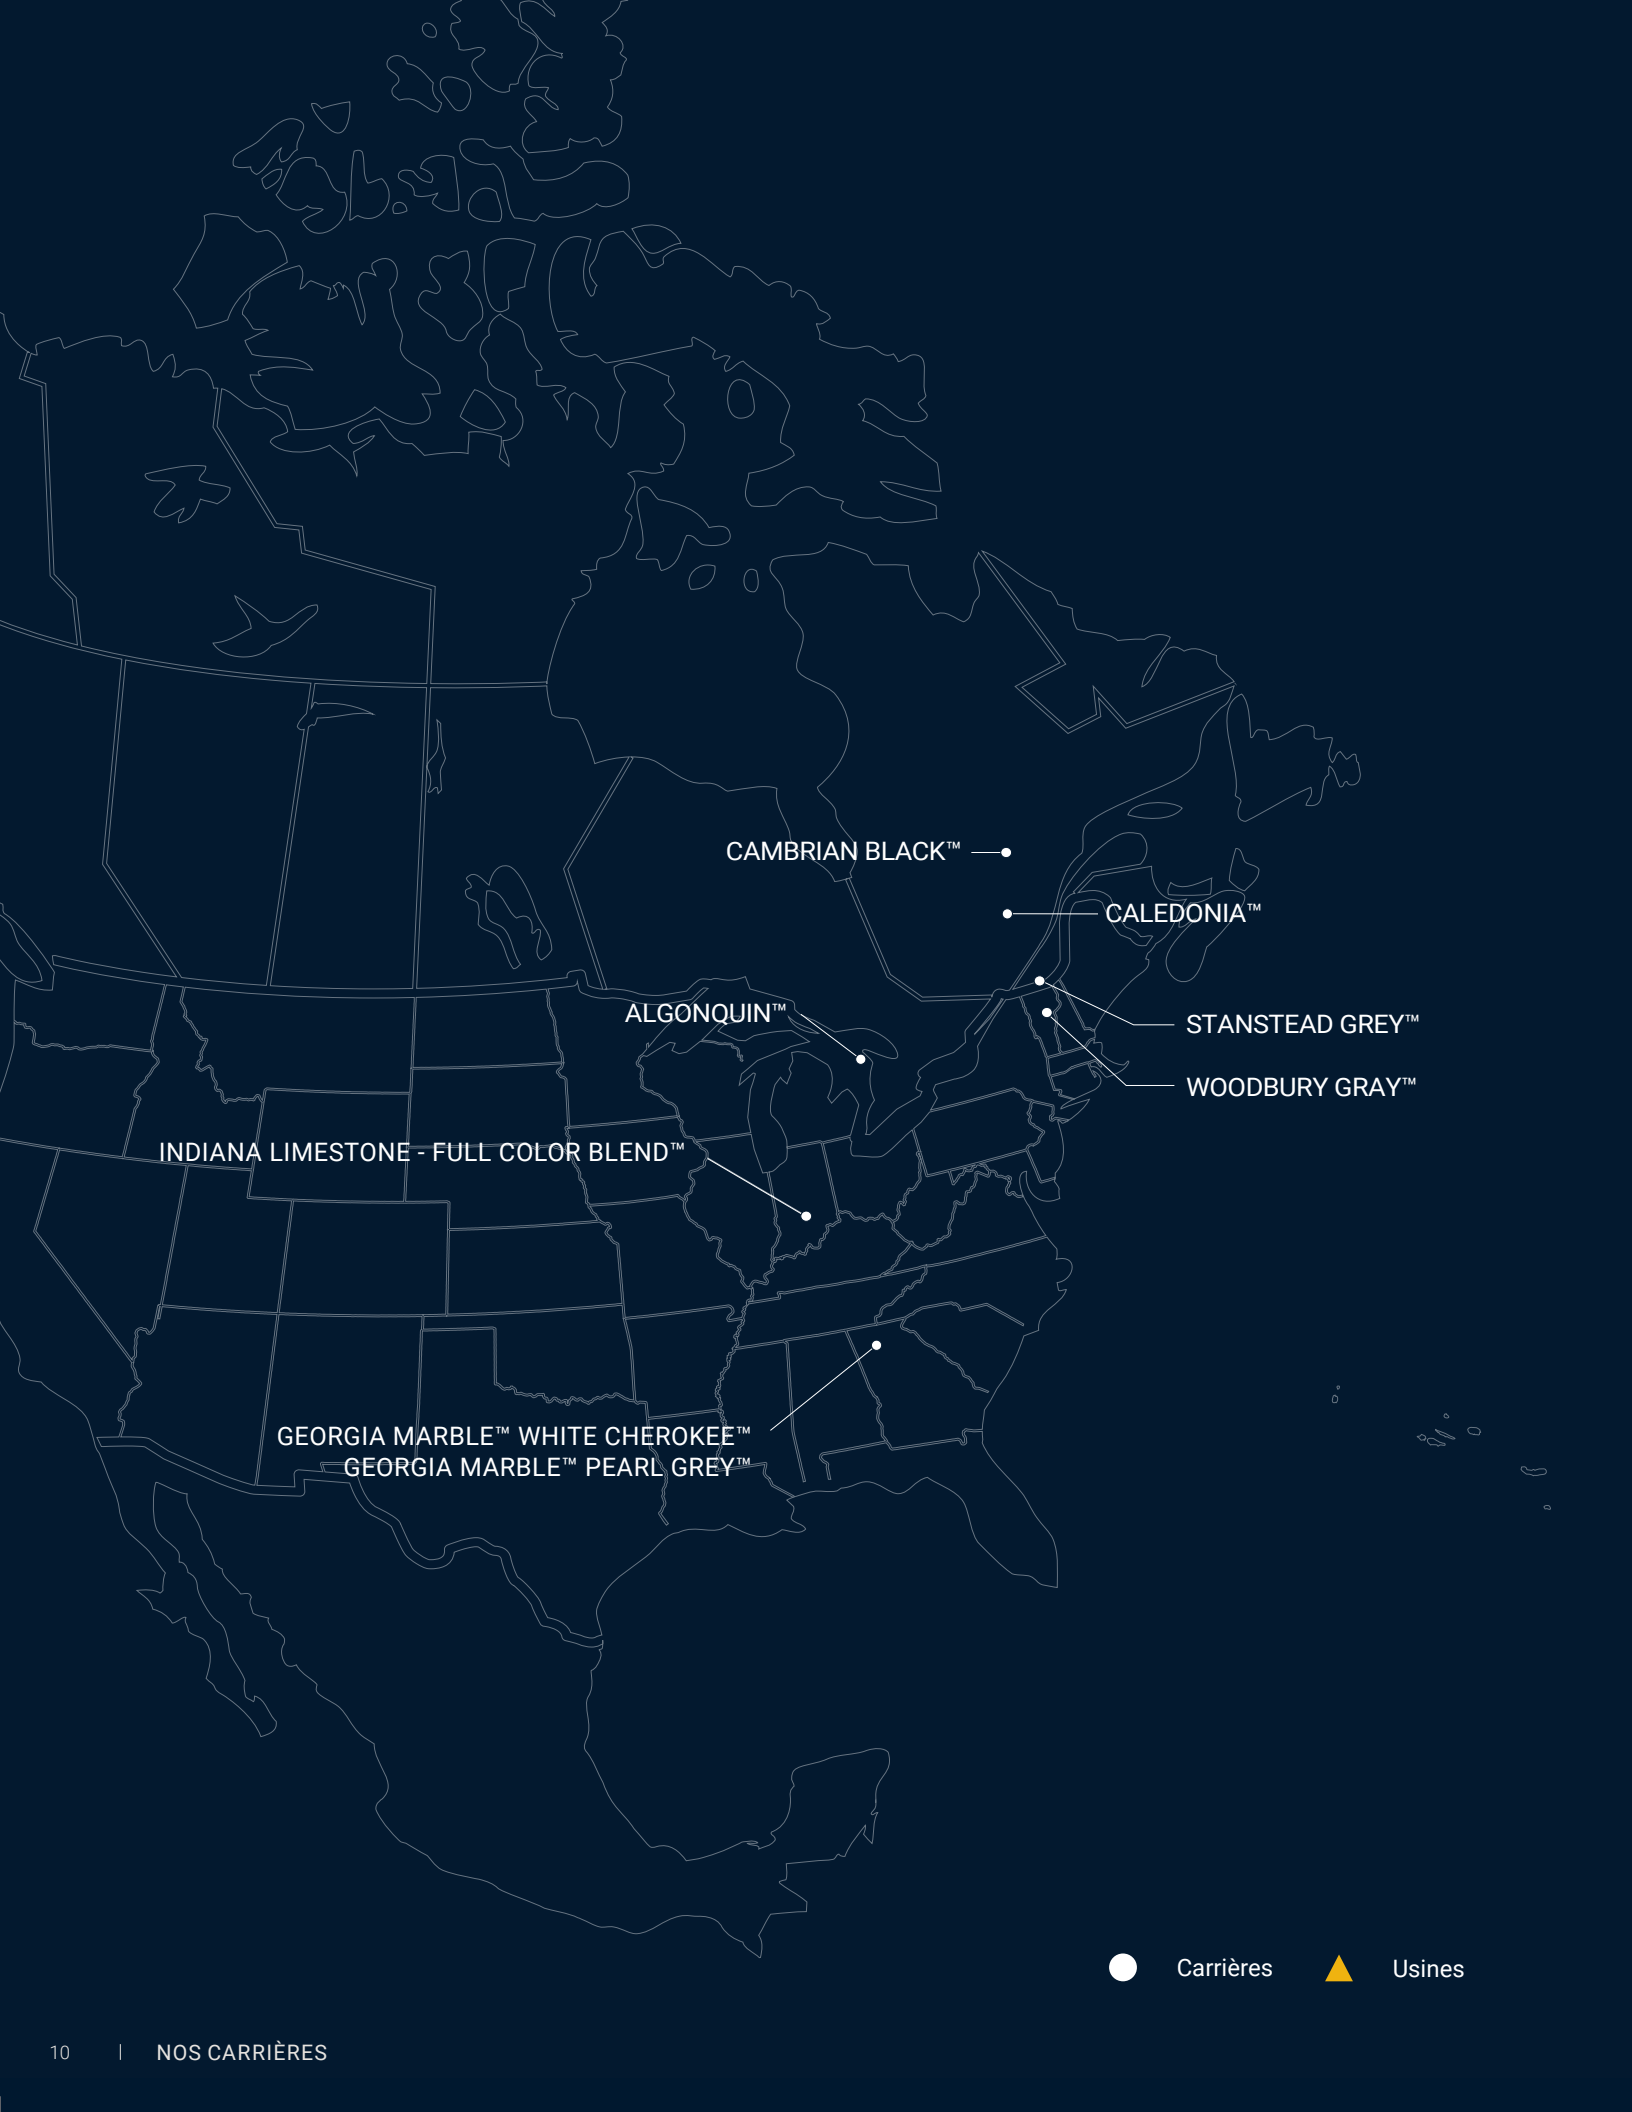 CAMBRIAN BLACK™
CALEDONIA™
ALGONQUIN™
STANSTEAD GREY™
WOODBURY GRAY™
INDIANA LIMESTONE - FULL COLOR BLEND™
GEORGIA MARBLE™ WHITE CHEROKEE™
GEORGIA MARBLE™ PEARL GREY™
Carrières
Usines
10 | NOS CARRIÈRES